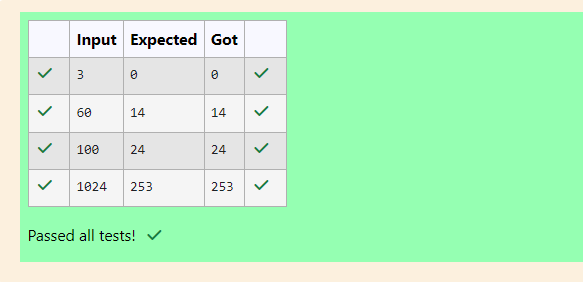 Input Expected Got
3 0 0
60 14 14
100 24 24
1024 253 253
Passed all tests!